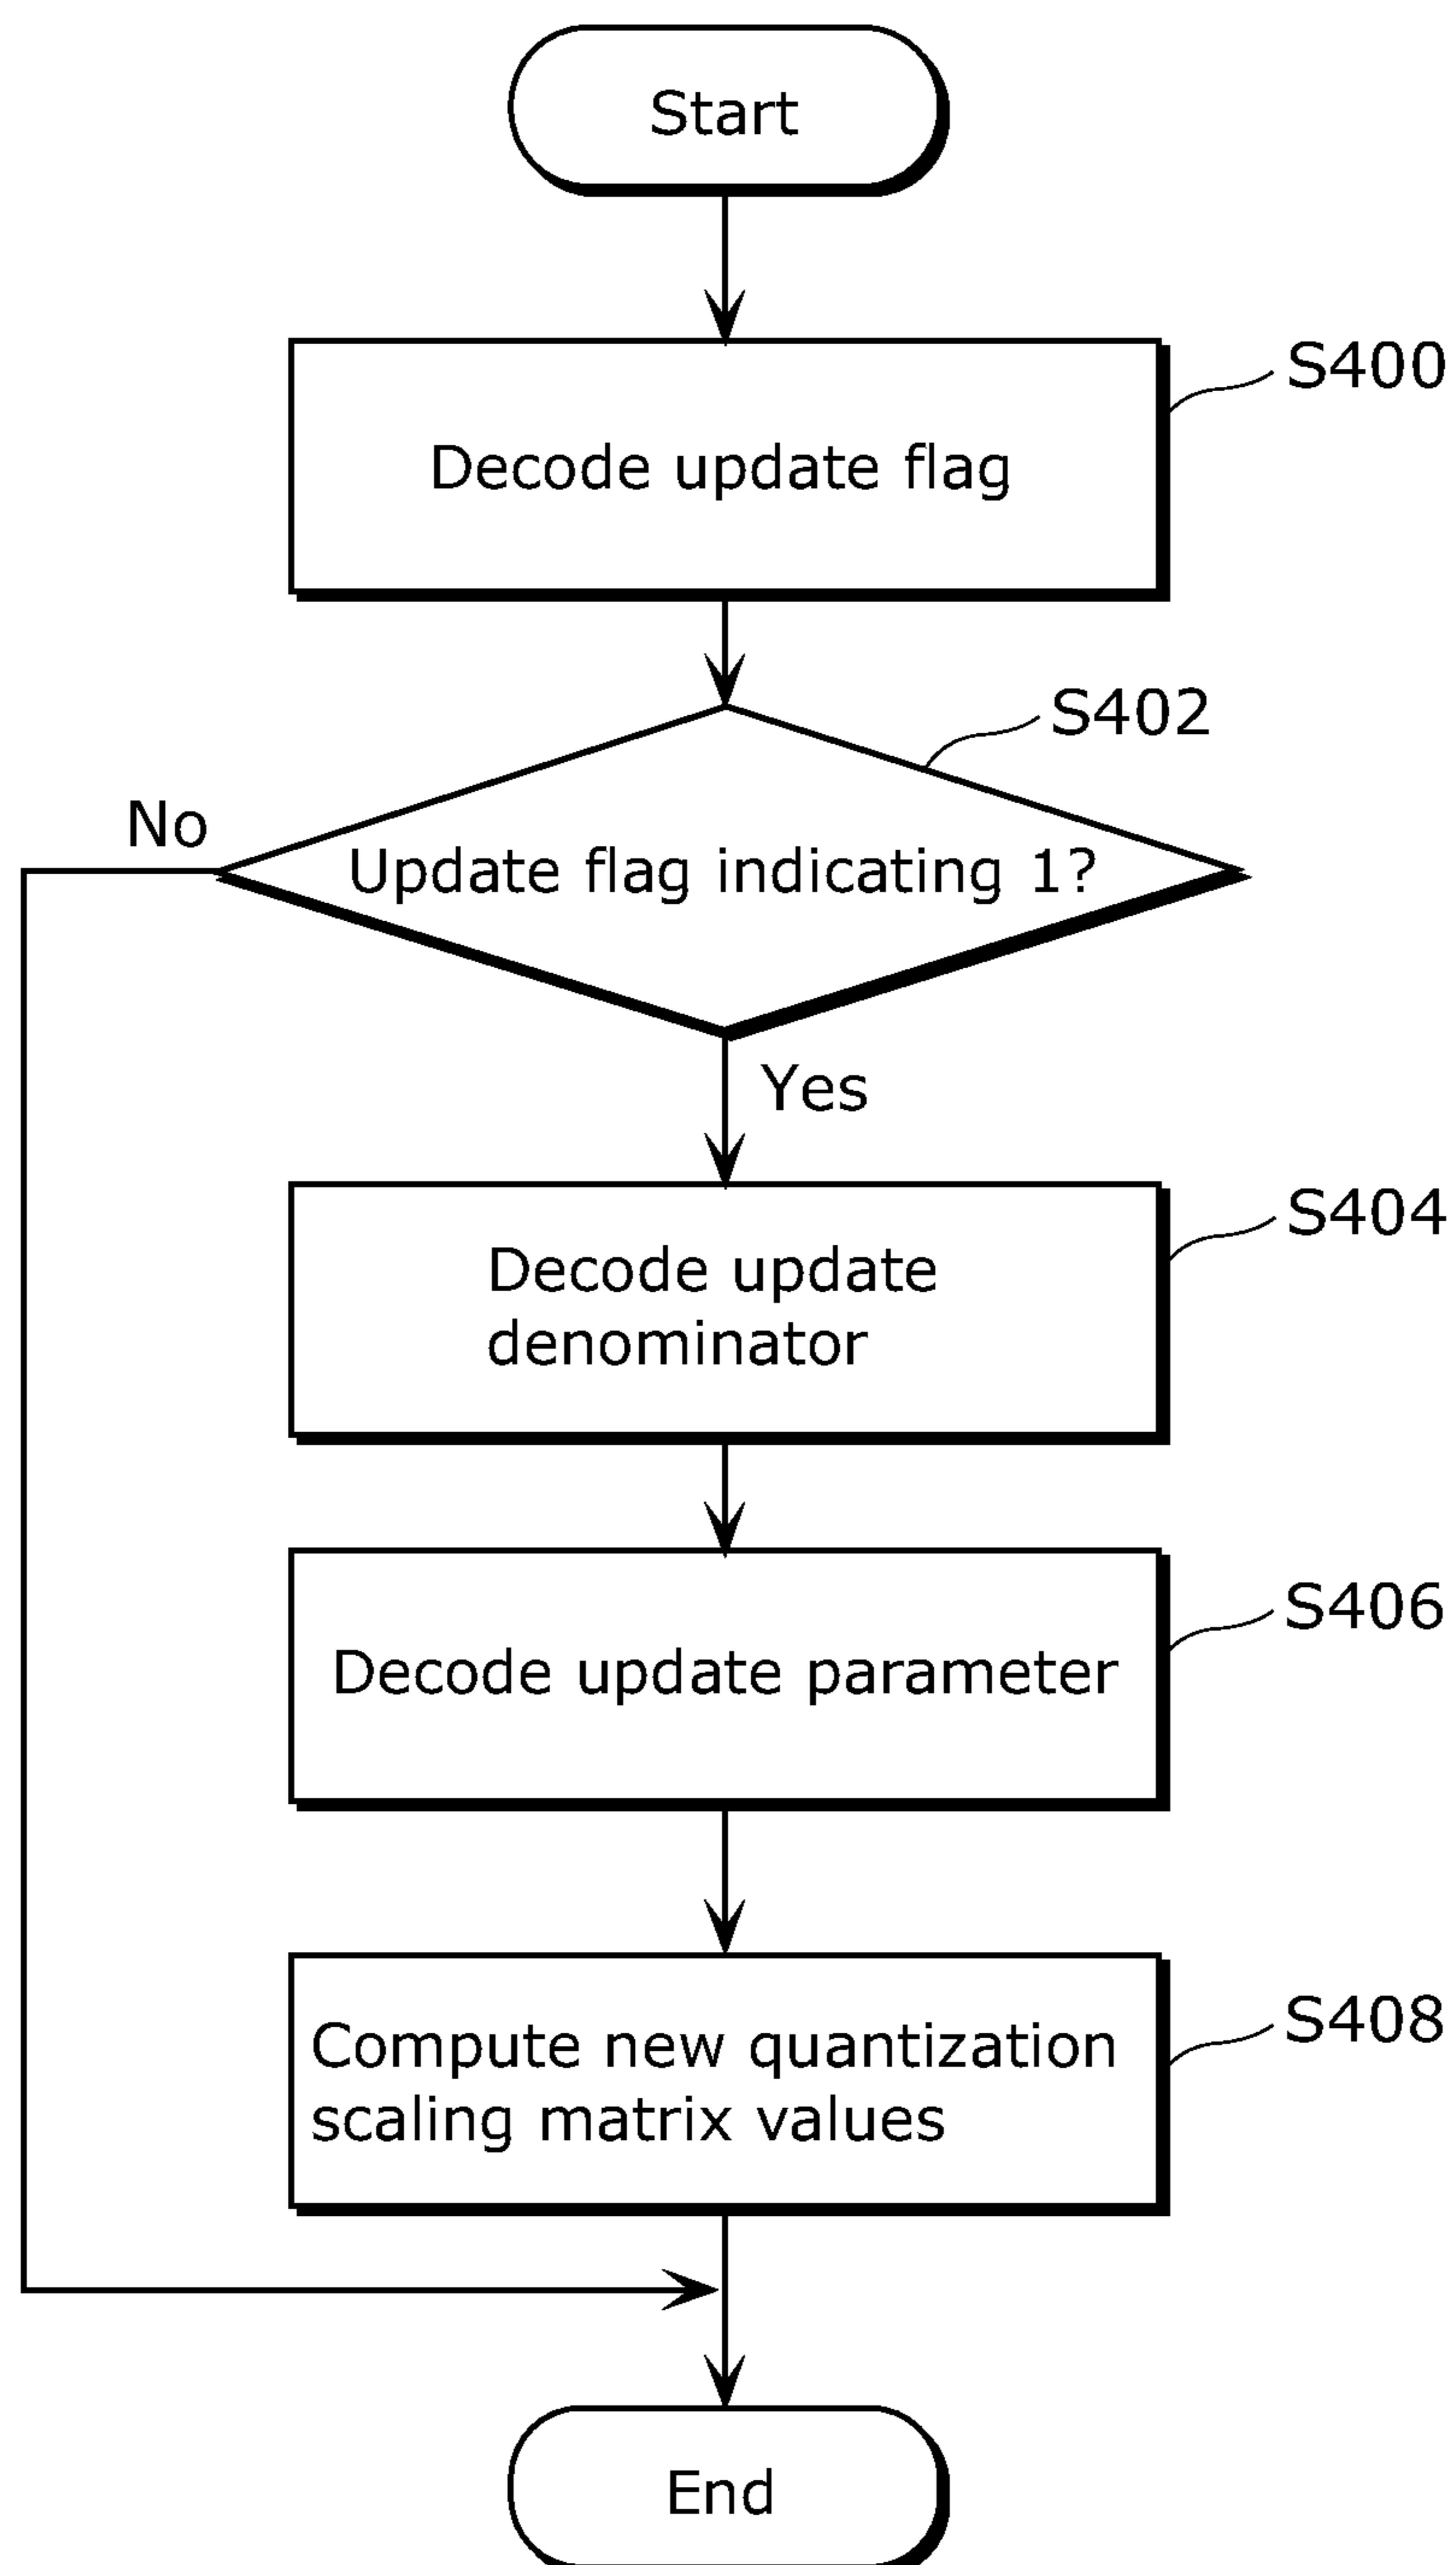 Start
S400
Decode update flag
S402
No
Update flag indicating 1?
Yes
S404
Decode update
denominator
S406
Decode update parameter
S408
Compute new quantization
scaling matrix values
End